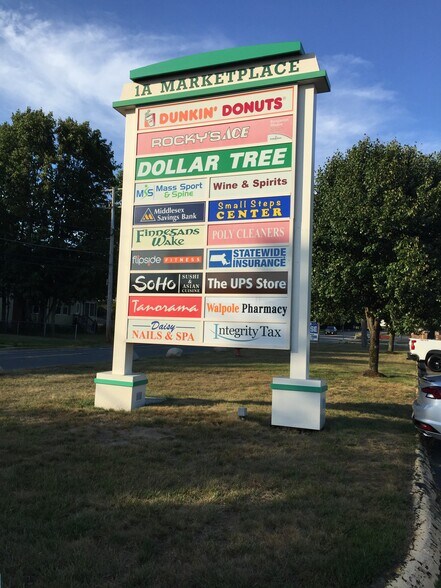 1A MARKETPLACE
DUNKIN' DONUTS
ROCKY'S ACE
DOLLAR TREE
M&S Mass Sport & Spine
Wine & Spirits
Middlesex Savings Bank
Small Steps CENTER
FINNEGANS WAKE
POLY CLEANERS
flipside FITNESS
STATEWIDE INSURANCE
SOHO SUSHI AND ASIAN CUISINE
The UPS Store
TANORAMA
Walpole Pharmacy
Daisy NAILS & SPA
Integrity Tax